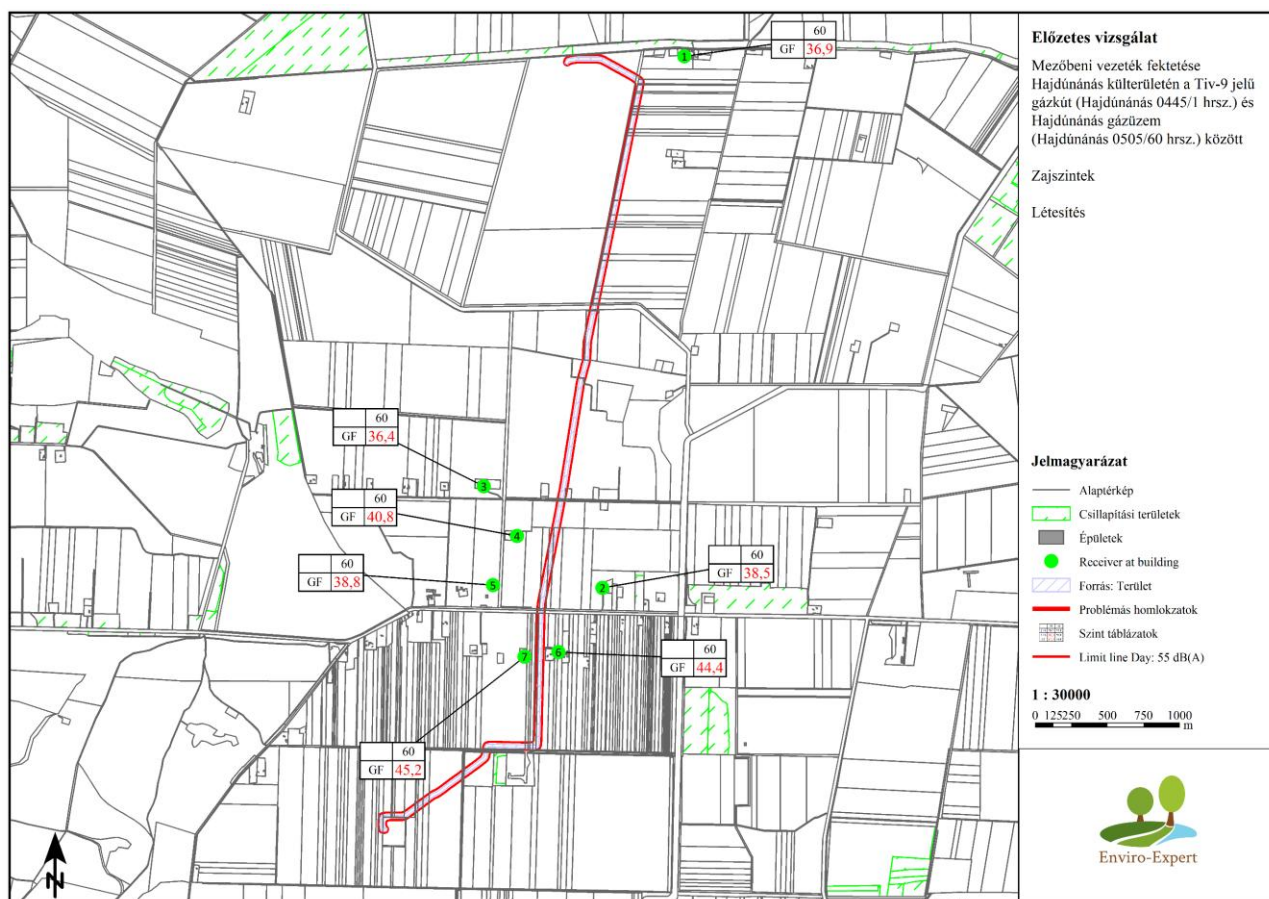 60
GF 36,9
1
60
GF 36,4
3
60
GF 40,8
4
60
GF 38,8
5
60
GF 38,5
2
60
GF 44,4
6
7
60
GF 45,2
N
Előzetes vizsgálat
Mezőbeni vezeték fektetése
Hajdúnánás külterületén a Tiv-9 jelű
gázkút (Hajdúnánás 0445/1 hrsz.) és
Hajdúnánás gázüzem
(Hajdúnánás 0505/60 hrsz.) között
Zajszintek
Létesítés
Jelmagyarázat
Alaptérkép
Csillapítási területek
Épületek
Receiver at building
Forrás: Terület
Problémás homlokzatok
Szint táblázatok
Limit line Day: 55 dB(A)
1 : 30000
0 125250 500 750 1000
m
Enviro-Expert